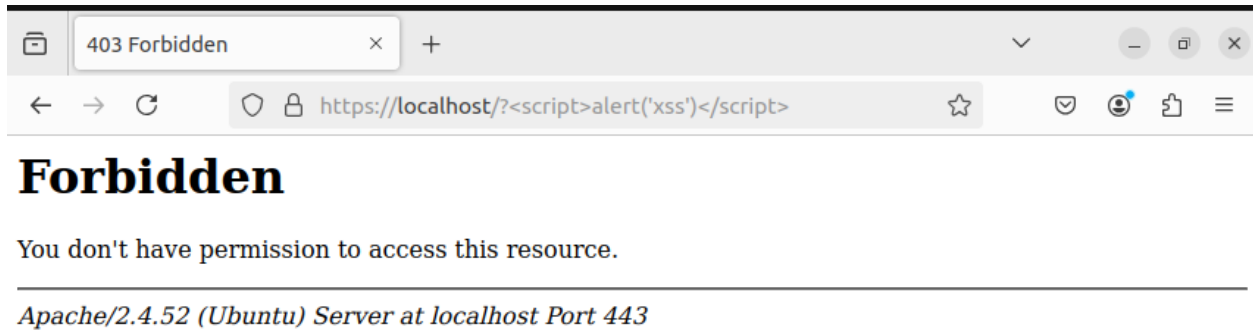 403 Forbidden
https://localhost/?<script>alert('xss')</script>
Forbidden
You don't have permission to access this resource.
Apache/2.4.52 (Ubuntu) Server at localhost Port 443